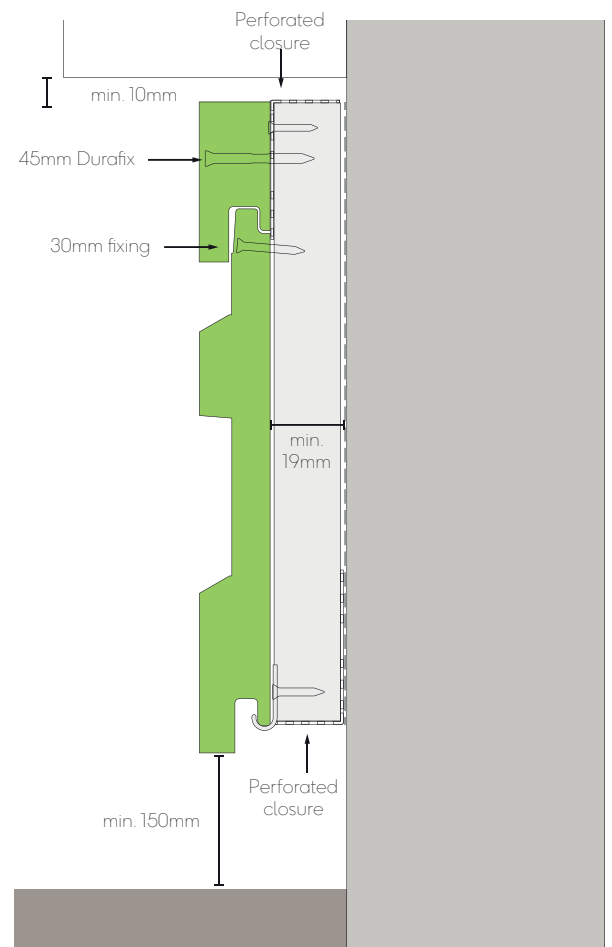 Perforated
closure
min. 10mm
45mm Durafix
30mm fixing
min.
19mm
Perforated
closure
min. 150mm